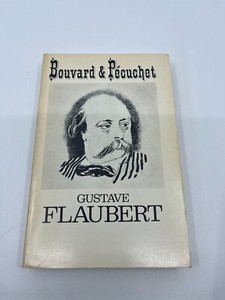 Bouvard & Pécuchet
GUSTAVE
FLAUBERT